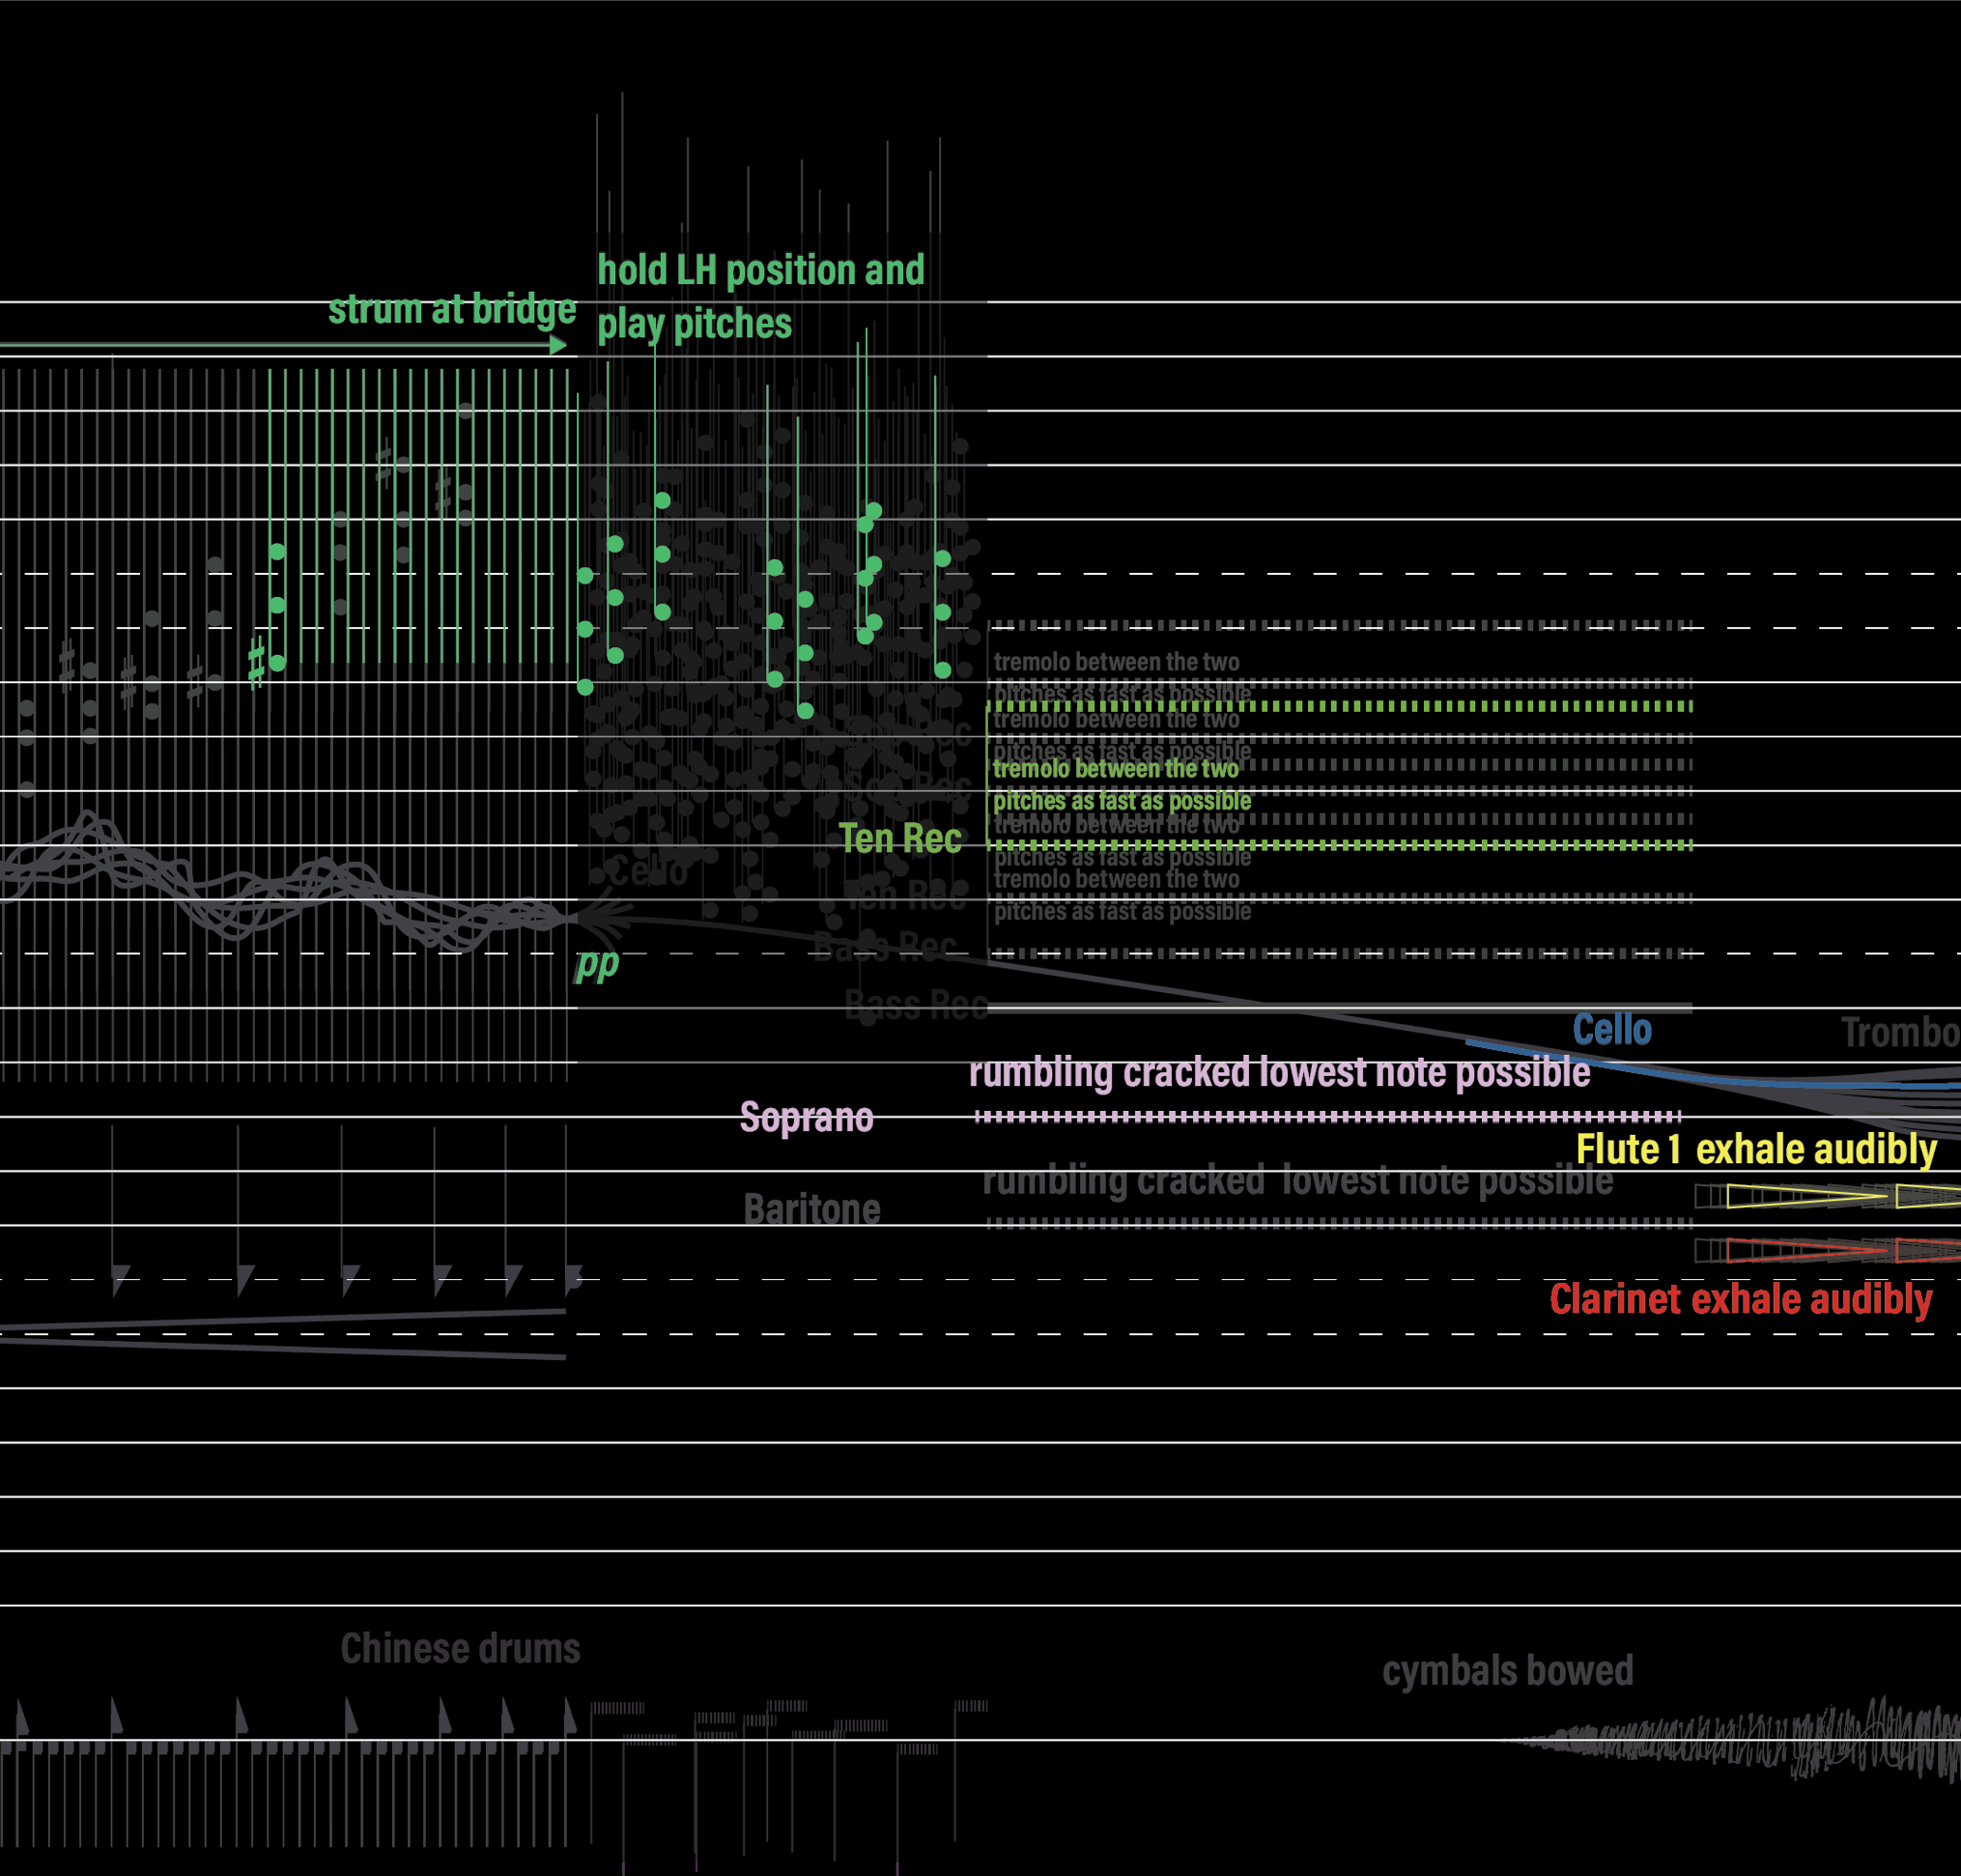 hold LH position and
play pitches
strum at bridge
tremolo between the two
pitches as fast as possible
tremolo between the two
pitches as fast as possible
tremolo between the two
pitches as fast as possible
tremolo between the two
pitches as fast as possible
tremolo between the two
pitches as fast as possible
Ten Rec
Cello
Ten Rec
Bass Rec
pp
Bass Rec
Cello
Trombo
rumbling cracked lowest note possible
Soprano
Flute 1 exhale audibly
rumbling cracked lowest note possible
Baritone
Clarinet exhale audibly
Chinese drums
cymbals bowed